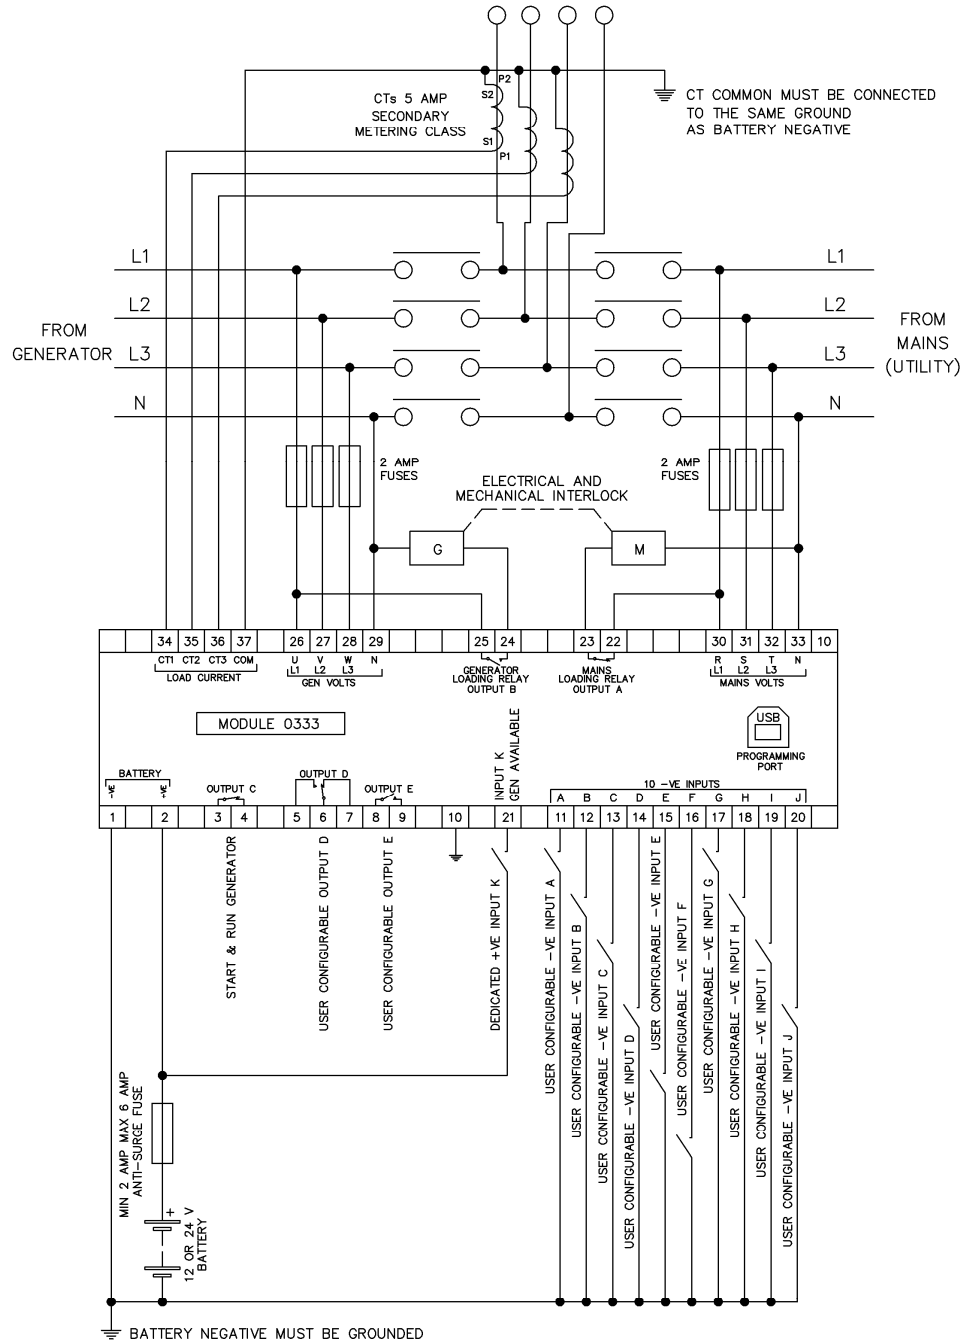 P2
S2
CTs 5 AMP
SECONDARY
METERING CLASS
S1
P1
CT COMMON MUST BE CONNECTED
TO THE SAME GROUND
AS BATTERY NEGATIVE
L1
L1
L2
L2
FROM
GENERATOR
FROM
MAINS
(UTILITY)
L3
L3
N
N
2 AMP
FUSES
2 AMP
FUSES
ELECTRICAL AND
MECHANICAL INTERLOCK
G
M
34 35 36 37 26 27 28 29 25 24 23 22 30 31 32 33 10
CT1 CT2 CT3 COM
LOAD CURRENT
U V W N
L1 L2 L3
GEN VOLTS
GENERATOR
LOADING RELAY
OUTPUT B
MAINS
LOADING RELAY
OUTPUT A
R S T N
L1 L2 L3
MAINS VOLTS
MODULE 0333
USB
PROGRAMMING
PORT
INPUT K
GEN AVAILABLE
BATTERY
-VE
+VE
OUTPUT C
OUTPUT D
OUTPUT E
10 -VE INPUTS
A B C D E F G H I J
1 2 3 4 5 6 7 8 9 10 21 11 12 13 14 15 16 17 18 19 20
START & RUN GENERATOR
USER CONFIGURABLE OUTPUT D
USER CONFIGURABLE OUTPUT E
DEDICATED +VE INPUT K
USER CONFIGURABLE -VE INPUT A
USER CONFIGURABLE -VE INPUT B
USER CONFIGURABLE -VE INPUT C
USER CONFIGURABLE -VE INPUT D
USER CONFIGURABLE -VE INPUT E
USER CONFIGURABLE -VE INPUT F
USER CONFIGURABLE -VE INPUT G
USER CONFIGURABLE -VE INPUT H
USER CONFIGURABLE -VE INPUT I
USER CONFIGURABLE -VE INPUT J
MIN 2 AMP MAX 6 AMP
ANTI-SURGE FUSE
+
12 OR 24 V
BATTERY
BATTERY NEGATIVE MUST BE GROUNDED